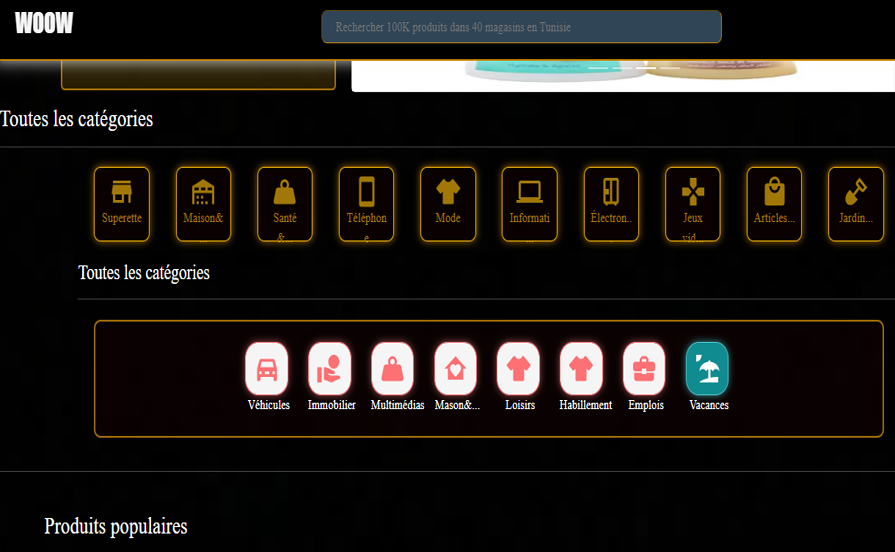 WOOW
Rechercher 100K produits dans 40 magasins en Tunisie
Toutes les catégories
Superette
Maison&
...
Santé
&...
Téléphon
e
Mode
Informati
...
Électron..
.
Jeux
vid...
Articles...
Jardin...
Toutes les catégories
Véhicules
Immobilier
Multimédias
Mason&...
Loisirs
Habillement
Emplois
Vacances
Produits populaires